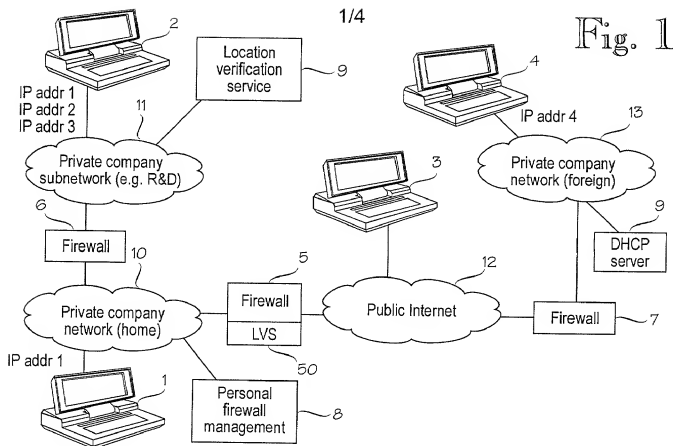 1/4
Fig. 1
2
Location
verification
service
9
4
IP addr 1
IP addr 2
IP addr 3
11
IP addr 4
13
Private company
subnetwork (e.g. R&D)
Private company
network (foreign)
3
6
Firewall
9
DHCP
server
10
5
12
Private company
network (home)
Firewall
LVS
50
Public Internet
Firewall
7
IP addr 1
1
Personal
firewall
management
8